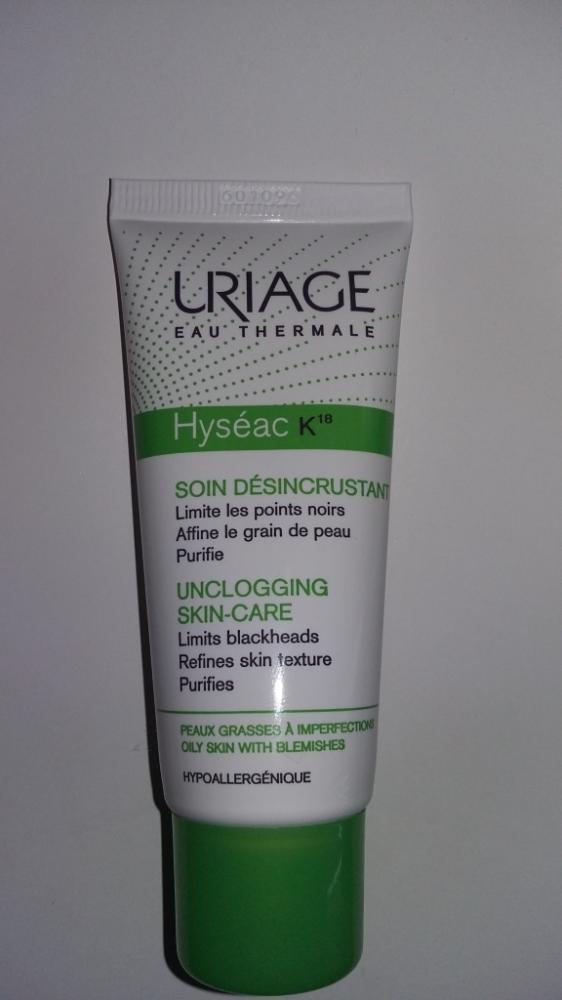 601096
URIAGE
EAU THERMALE
Hyséac K18
SOIN DÉSINCRUSTANT
Limite les points noirs
Affine le grain de peau
Purifie
UNCLOGGING
SKIN-CARE
Limits blackheads
Refines skin texture
Purifies
PEAUX GRASSES À IMPERFECTIONS
OILY SKIN WITH BLEMISHES
HYPOALLERGÉNIQUE